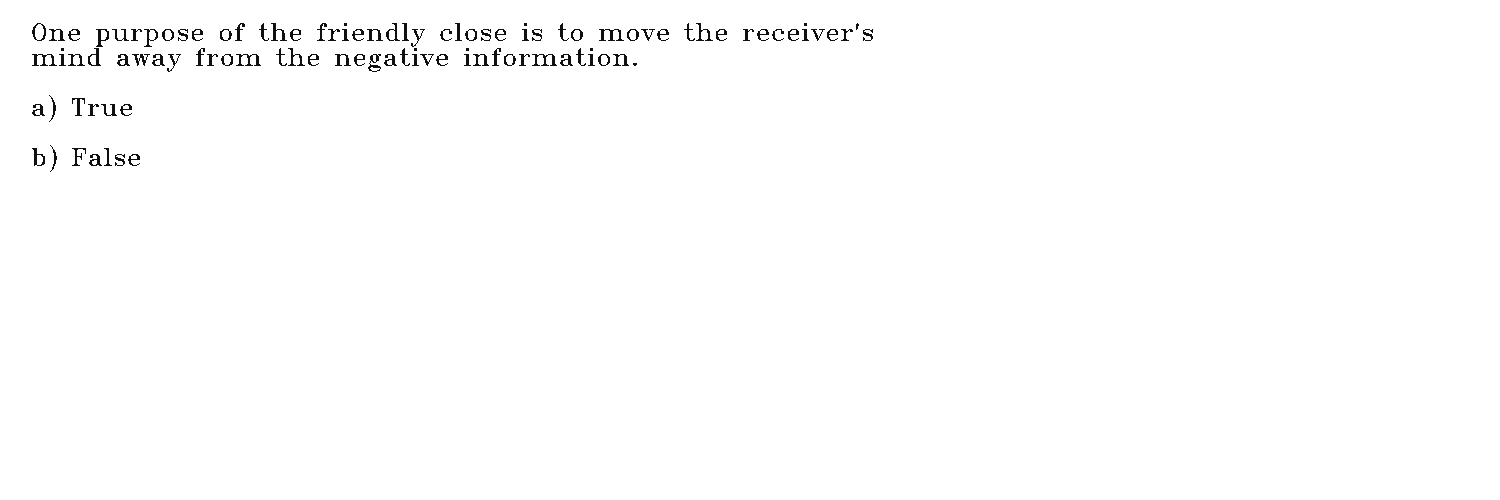 One purpose of the friendly close is to move the receiver's
mind away from the negative information.
a) True
b) False